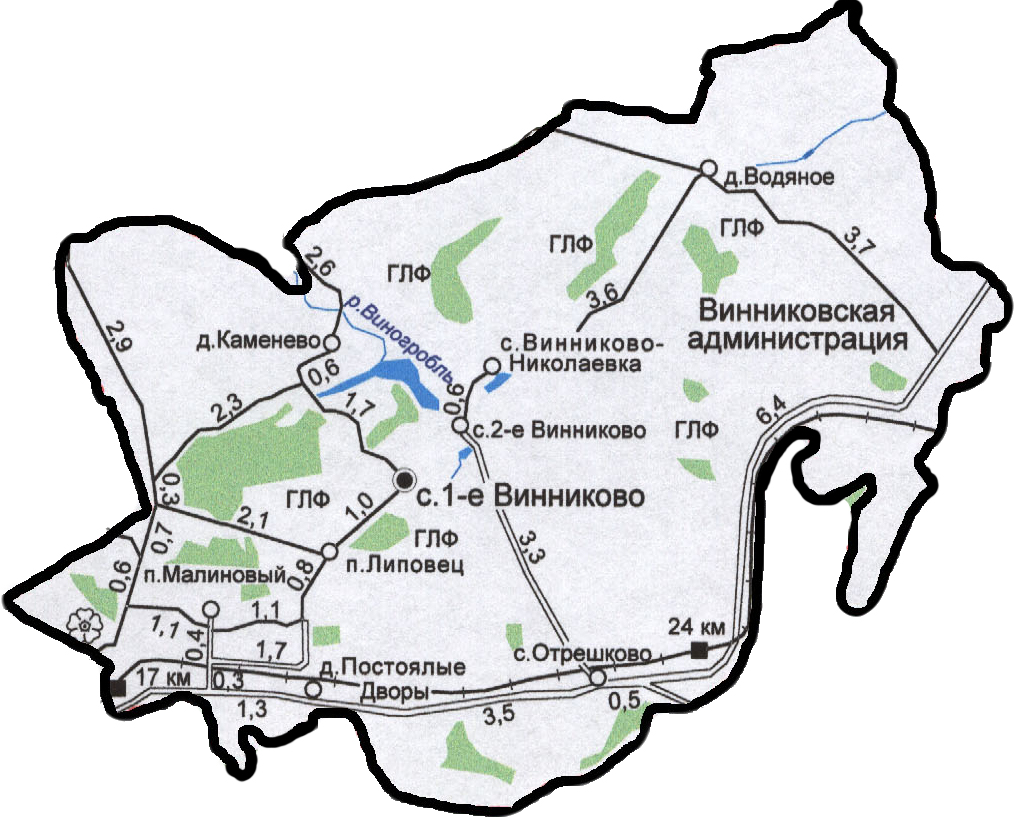 д.Водяное
ГЛФ
3,7
ГЛФ
2,6
ГЛФ
3,6
р.Виногробль
Винниковская
администрация
2,9
д.Каменево
с.Винниково-
Николаевка
0,6
0,9
1,7
2,3
6,4
с.2-е Винниково
ГЛФ
0,3
ГЛФ
1,0
с.1-е Винниково
2,1
0,7
ГЛФ
3,3
п.Липовец
0,6
п.Малиновый
0,8
1,1
1,1
0,4
1,7
24 км
с.Отрешково
д.Постоялые
Дворы
17 км
0,3
1,3
3,5
0,5